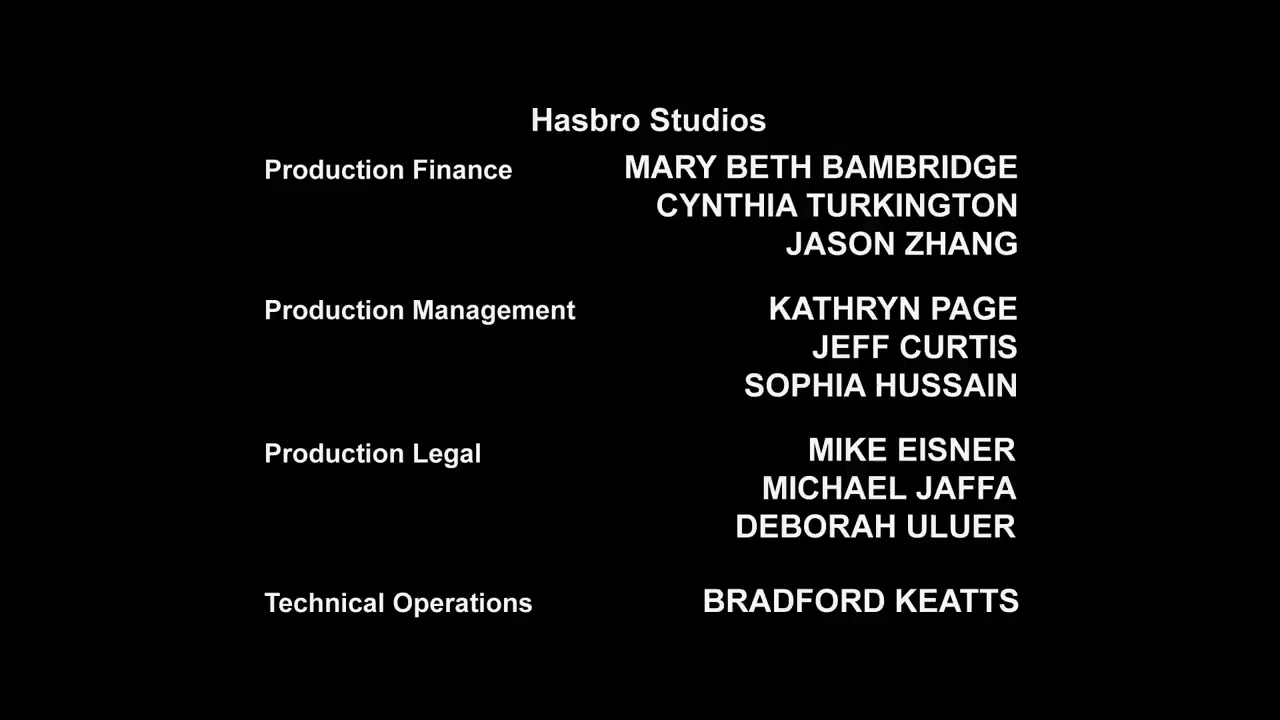 Hasbro Studios
Production Finance MARY BETH BAMBRIDGE
CYNTHIA TURKINGTON
JASON ZHANG
Production Management KATHRYN PAGE
JEFF CURTIS
SOPHIA HUSSAIN
Production Legal MIKE EISNER
MICHAEL JAFFA
DEBORAH ULUER
Technical Operations BRADFORD KEATTS